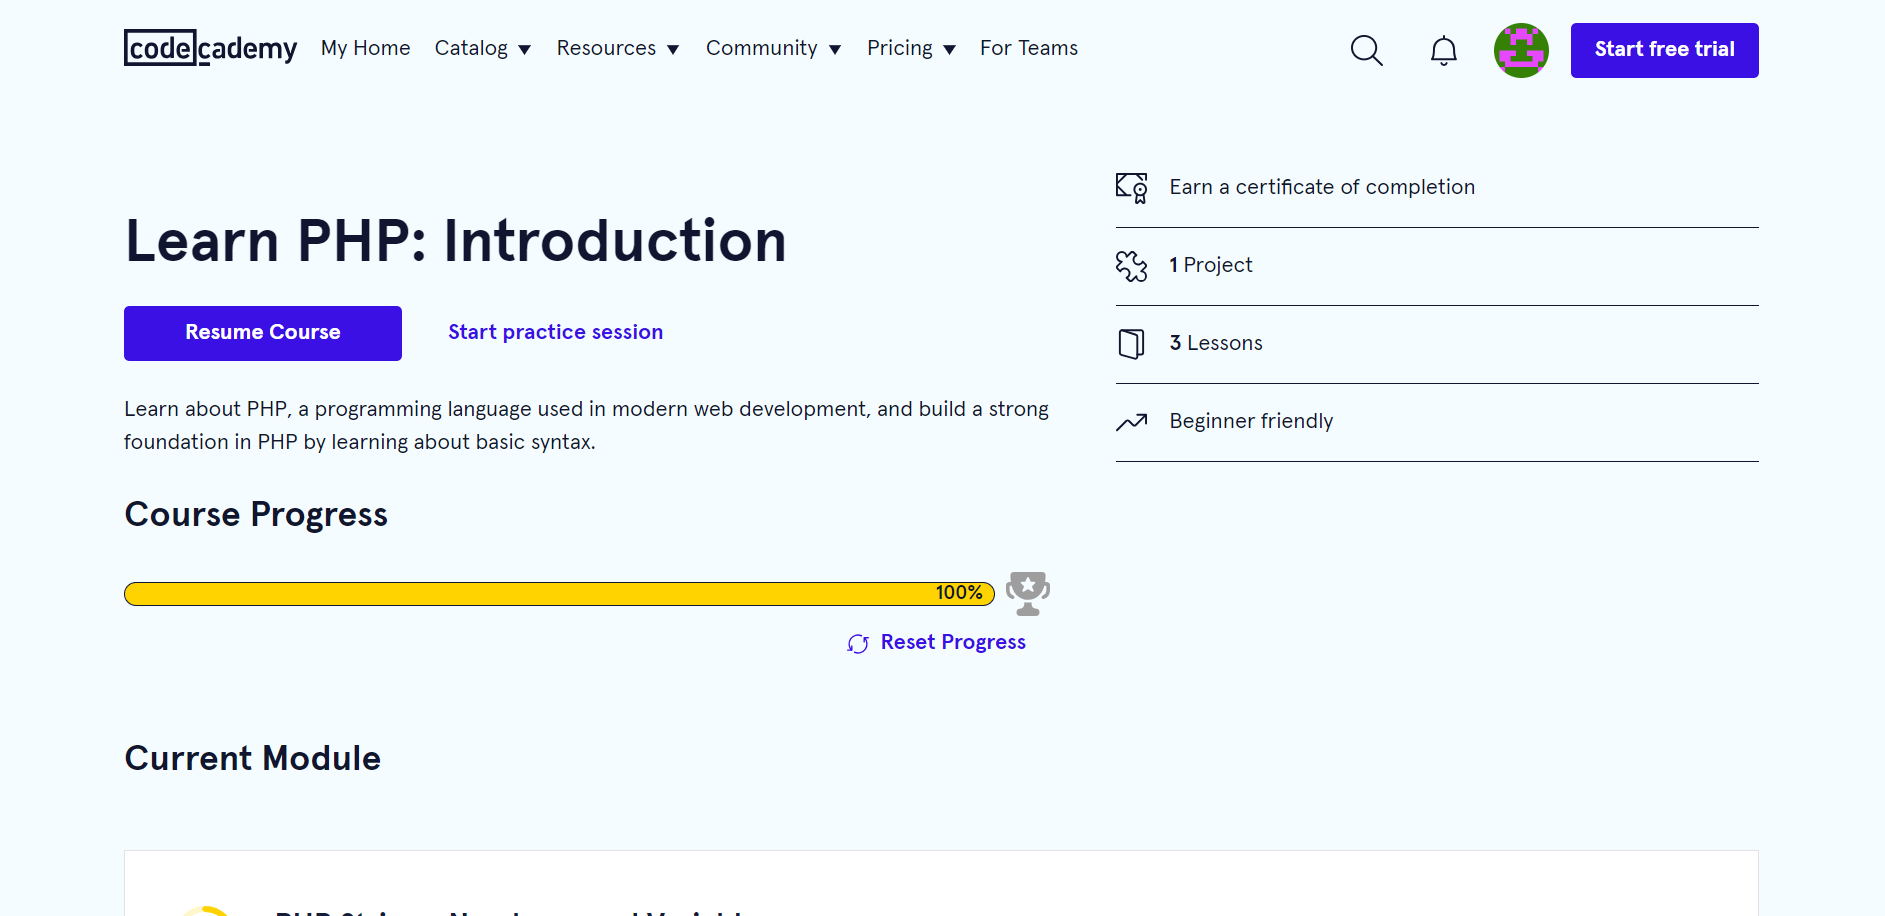 codecademy
My Home
Catalog
Resources
Community
Pricing
For Teams
Start free trial
Learn PHP: Introduction
Resume Course
Start practice session
Learn about PHP, a programming language used in modern web development, and build a strong
foundation in PHP by learning about basic syntax.
Earn a certificate of completion
1 Project
3 Lessons
Beginner friendly
Course Progress
100%
Reset Progress
Current Module